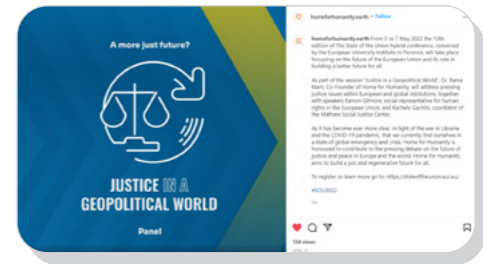 A more just future?
JUSTICE IN A
GEOPOLITICAL WORLD
Panel
homeforhumanity.earth • Follow
homeforhumanity.earth From 5 to 7 May 2022 the 12th
edition of The State of the Union hybrid conference, convened
by the European University Institute in Florence, will take place
focussing on the future of the European Union and its role in
building a better future for all.
As part of the session "Justice in a Geopolitical World", Dr. Rama
Mani, Co-Founder of Home for Humanity, will address pressing
justice issues within European and global institutions, together
with speakers Eamon Gilmore, social representative for human
rights in the European Union, and Kachele Gachihi, coordinator of
the Mathare Social Justice Center.
As it has become ever more clear, in light of the war in Ukraine
and the COVID-19 pandemic, that we currently find ourselves in
a state of global emergency and crisis, Home for Humanity is
honoured to contribute to the pressing debate on the future of
justice and peace in Europe and the world. Home for Humanity
aims to build a just and regenerative future for all.
To register or learn more go to: https://stateoftheunion.eui.eu/
#SOU2022
134 views